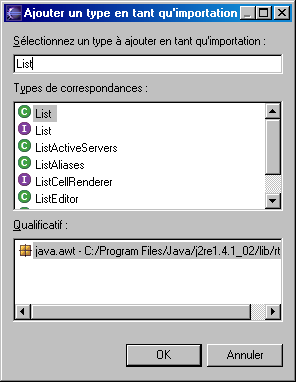 Ajouter un type en tant qu'importation
Sélectionnez un type à ajouter en tant qu'importation :
List
Types de correspondances :
C List
I List
C ListActiveServers
C ListAliases
I ListCellRenderer
C ListEditor
Qualificatif :
java.awt - C:/Program Files/Java/j2re1.4.1_02/lib/rt
OK
Annuler